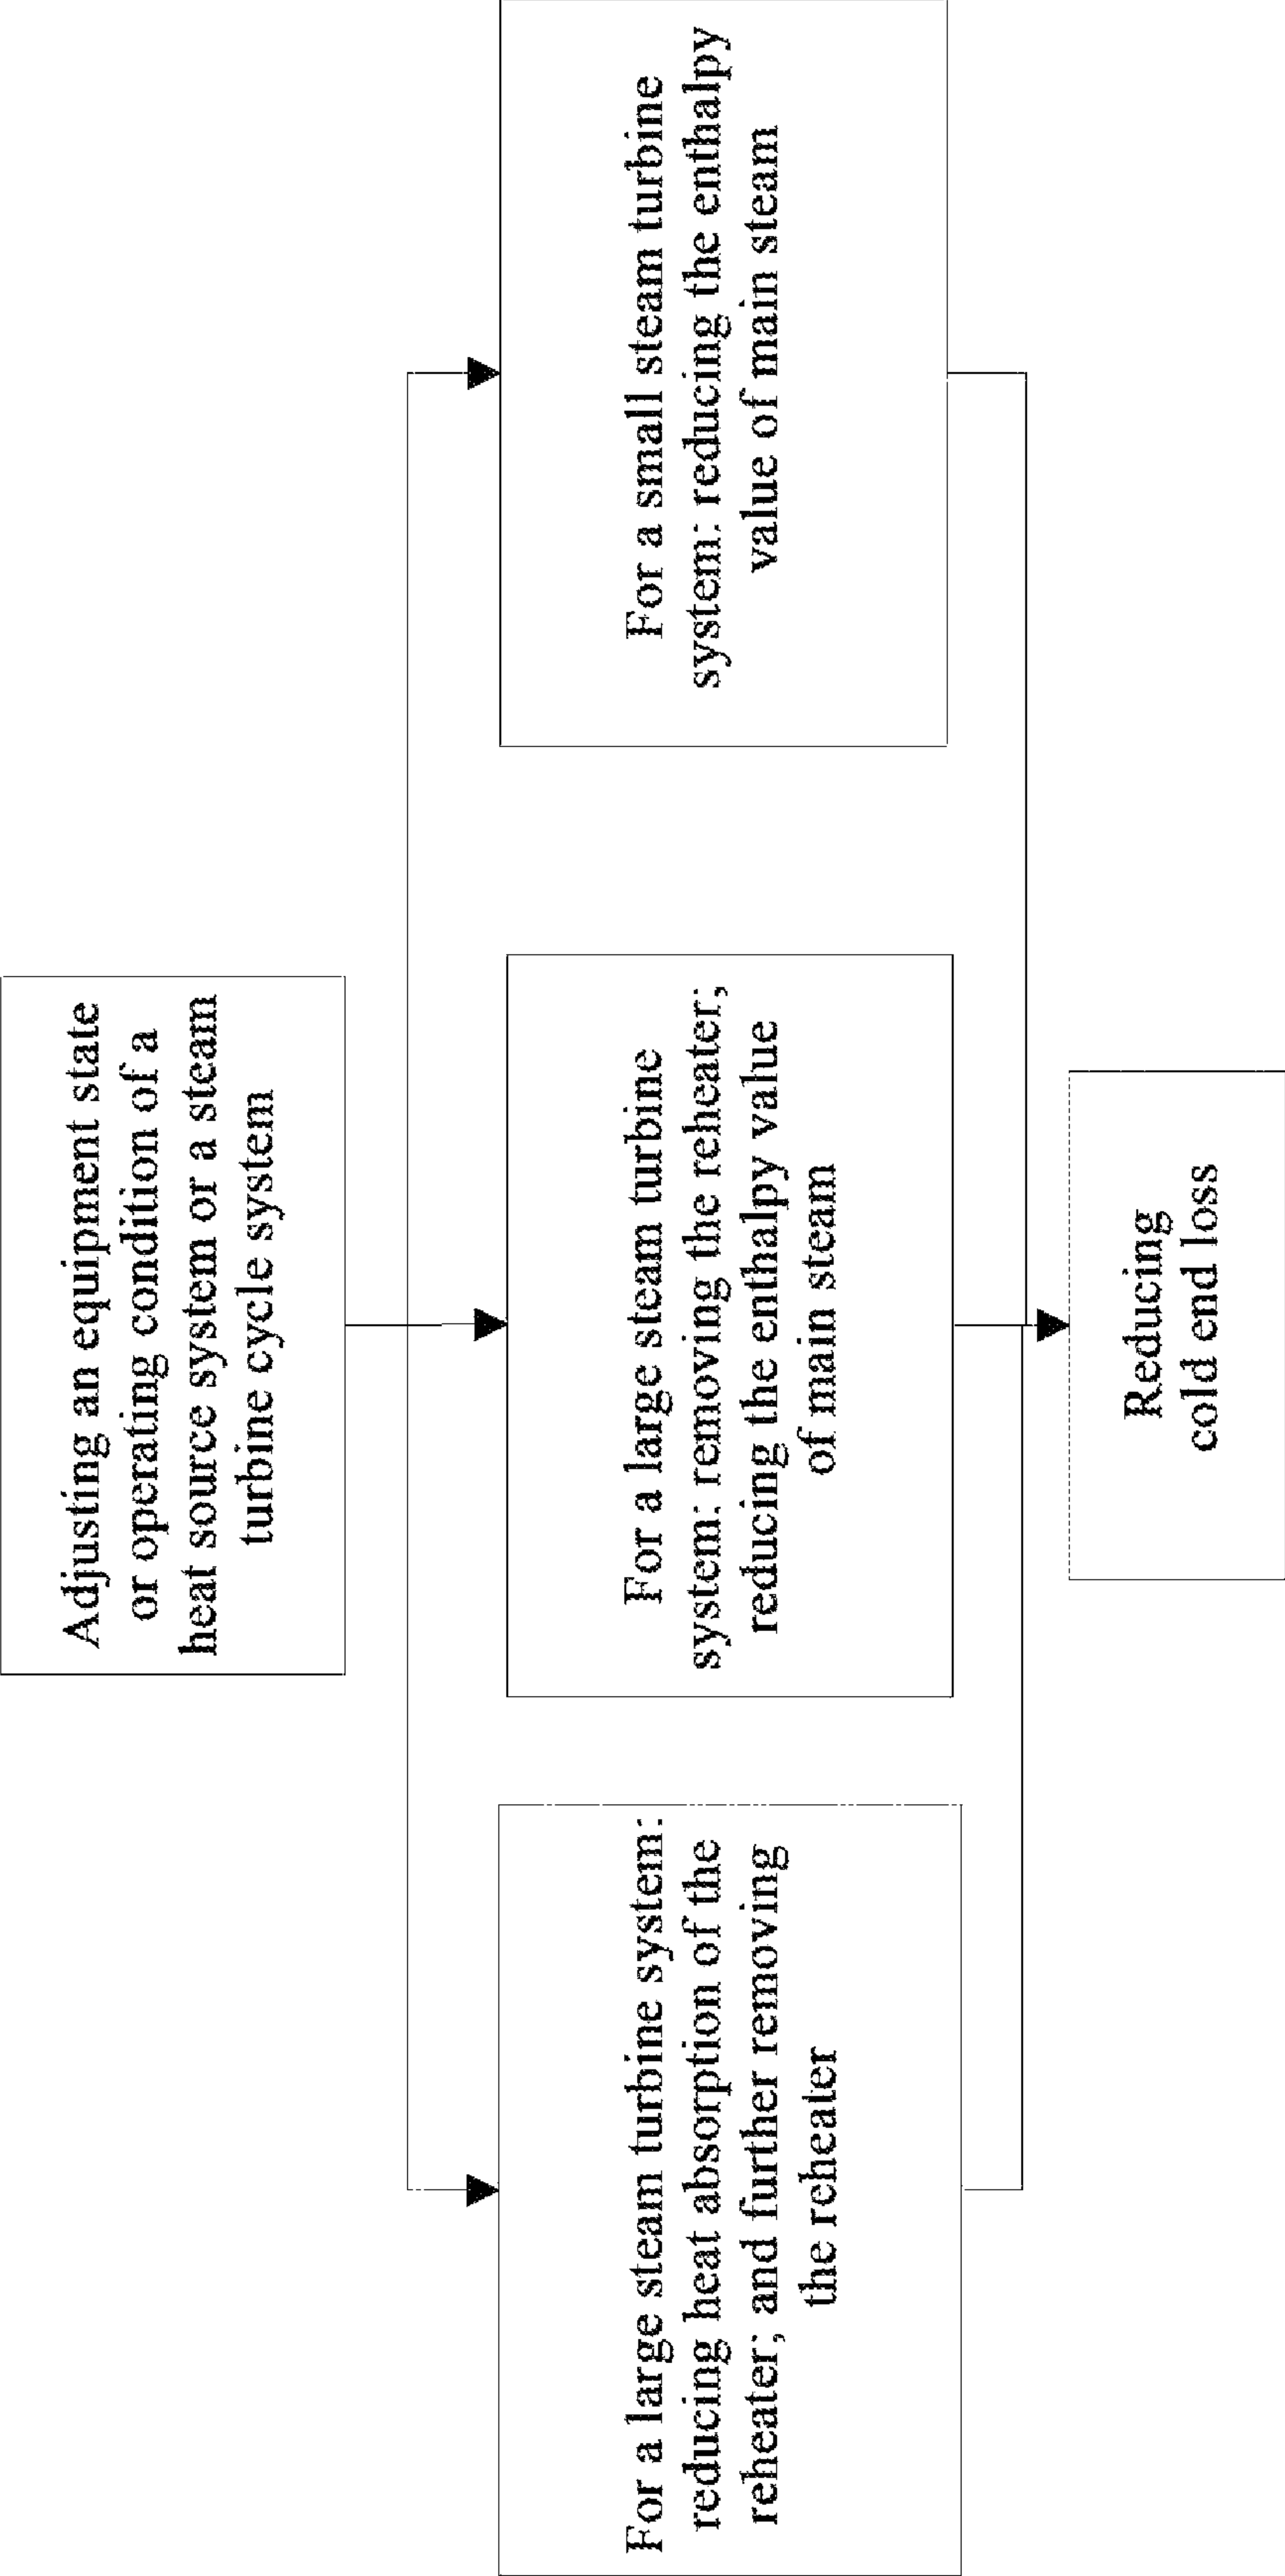 Adjusting an equipment state
or operating condition of a
heat source system or a steam
turbine cycle system
For a large steam turbine system:
reducing heat absorption of the
reheater; and further removing
the reheater
For a large steam turbine
system: removing the reheater;
reducing the enthalpy value
of main steam
For a small steam turbine
system: reducing the enthalpy
value of main steam
Reducing
cold end loss